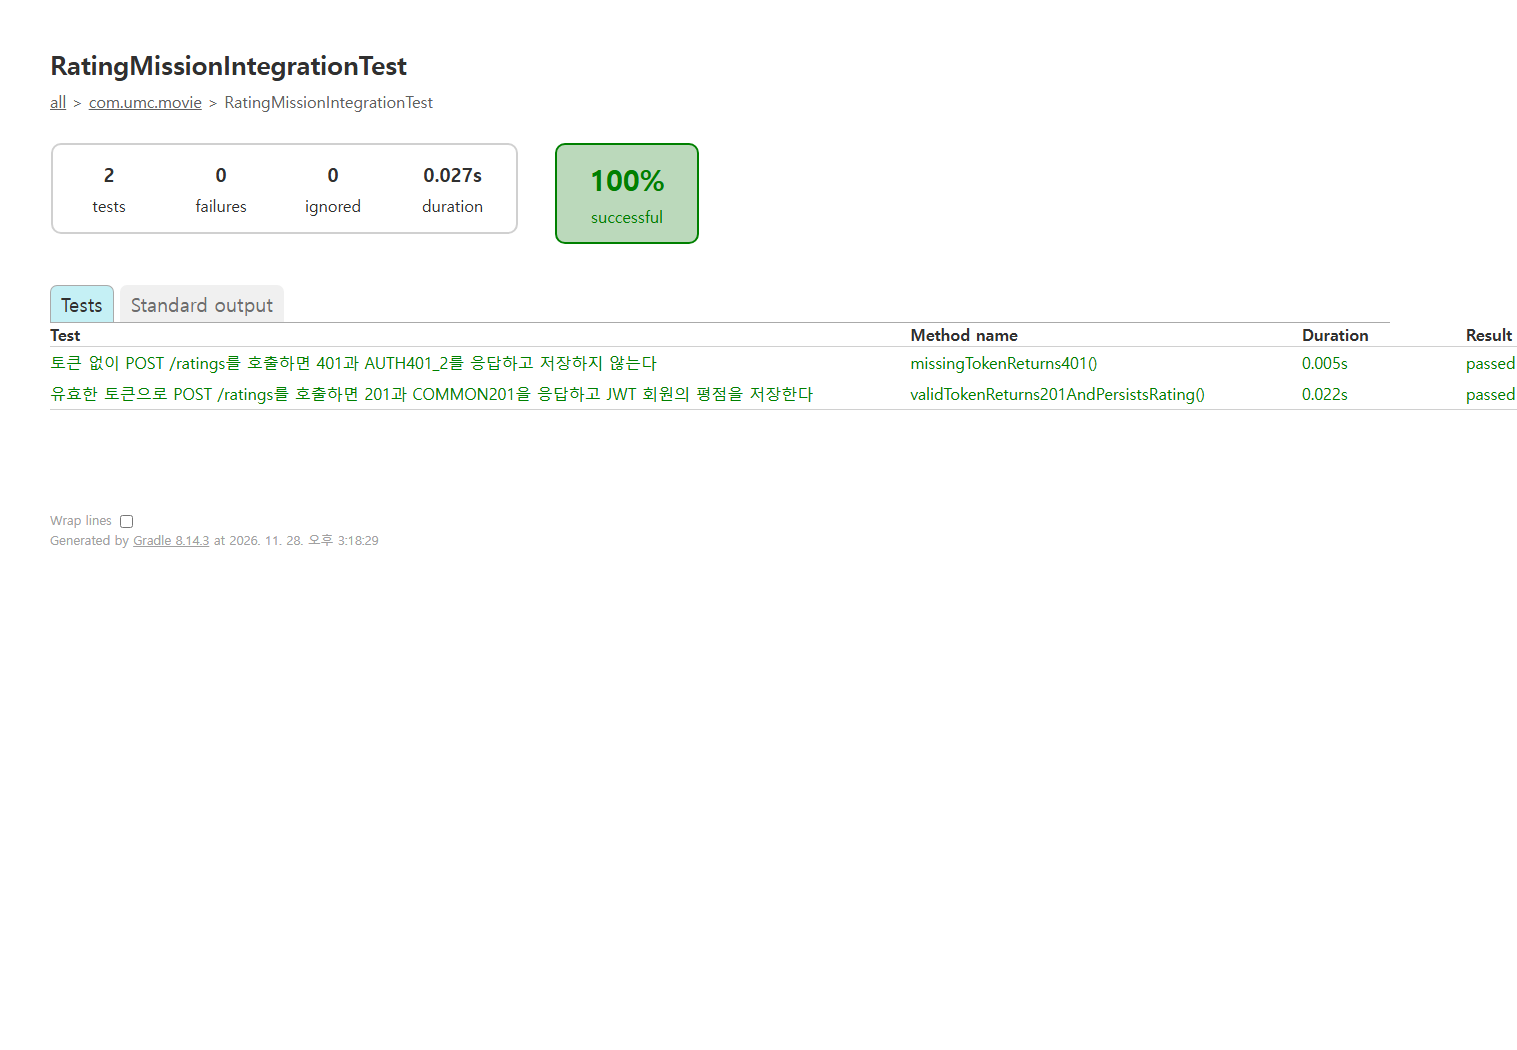 RatingMissionIntegrationTest
all > com.umc.movie > RatingMissionIntegrationTest
2 0 0 0.027s
tests failures ignored duration
100%
successful
Tests Standard output
Test Method name Duration Result
토큰 없이 POST /ratings를 호출하면 401과 AUTH401_2를 응답하고 저장하지 않는다 missingTokenReturns401() 0.005s passed
유효한 토큰으로 POST /ratings를 호출하면 201과 COMMON201을 응답하고 JWT 회원의 평점을 저장한다 validTokenReturns201AndPersistsRating() 0.022s passed
Wrap lines
Generated by Gradle 8.14.3 at 2026. 11. 28. 오후 3:18:29